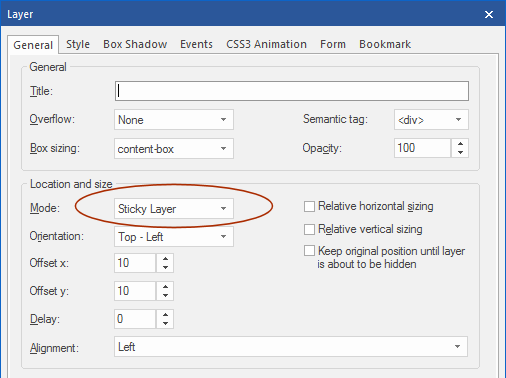 Layer
General Style Box Shadow Events CSS3 Animation Form Bookmark
General
Title:
Overflow: None Semantic tag: <div>
Box sizing: content-box Opacity: 100
Location and size
Mode: Sticky Layer Relative horizontal sizing
Orientation: Top - Left Relative vertical sizing
Offset x: 10 Keep original position until layer
is about to be hidden
Offset y: 10
Delay: 0
Alignment: Left